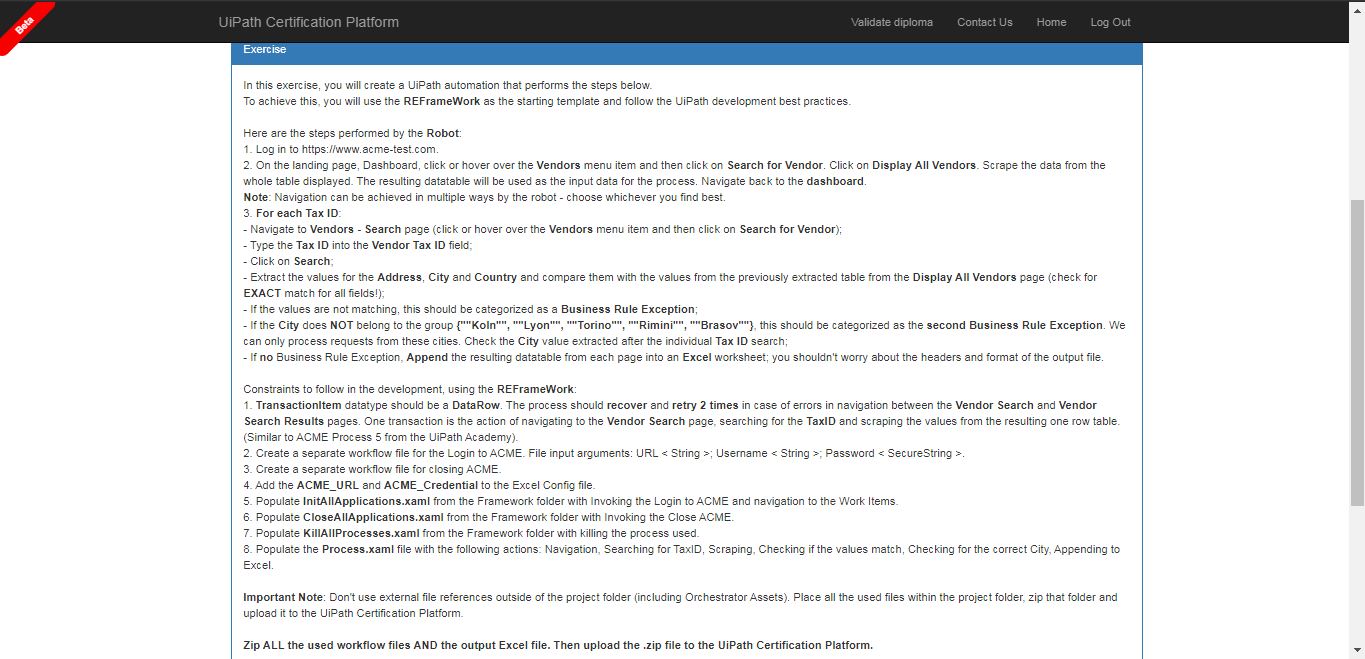 Beta
UiPath Certification Platform
Validate diploma
Contact Us
Home
Log Out
Exercise
In this exercise, you will create a UiPath automation that performs the steps below.
To achieve this, you will use the REFrameWork as the starting template and follow the UiPath development best practices.
Here are the steps performed by the Robot:
1. Log in to https://www.acme-test.com.
2. On the landing page, Dashboard, click or hover over the Vendors menu item and then click on Search for Vendor. Click on Display All Vendors. Scrape the data from the
whole table displayed. The resulting datatable will be used as the input data for the process. Navigate back to the dashboard.
Note: Navigation can be achieved in multiple ways by the robot - choose whichever you find best.
3. For each Tax ID:
- Navigate to Vendors - Search page (click or hover over the Vendors menu item and then click on Search for Vendor);
- Type the Tax ID into the Vendor Tax ID field;
- Click on Search;
- Extract the values for the Address, City and Country and compare them with the values from the previously extracted table from the Display All Vendors page (check for
EXACT match for all fields!);
- If the values are not matching, this should be categorized as a Business Rule Exception;
- If the City does NOT belong to the group {""Koln"", ""Lyon"", ""Torino"", ""Rimini"", ""Brasov""}, this should be categorized as the second Business Rule Exception. We
can only process requests from these cities. Check the City value extracted after the individual Tax ID search;
- If no Business Rule Exception, Append the resulting datatable from each page into an Excel worksheet; you shouldn't worry about the headers and format of the output file.
Constraints to follow in the development, using the REFrameWork:
1. TransactionItem datatype should be a DataRow. The process should recover and retry 2 times in case of errors in navigation between the Vendor Search and Vendor
Search Results pages. One transaction is the action of navigating to the Vendor Search page, searching for the TaxID and scraping the values from the resulting one row table.
(Similar to ACME Process 5 from the UiPath Academy).
2. Create a separate workflow file for the Login to ACME. File input arguments: URL < String >; Username < String >; Password < SecureString >.
3. Create a separate workflow file for closing ACME.
4. Add the ACME_URL and ACME_Credential to the Excel Config file.
5. Populate InitAllApplications.xaml from the Framework folder with Invoking the Login to ACME and navigation to the Work Items.
6. Populate CloseAllApplications.xaml from the Framework folder with Invoking the Close ACME.
7. Populate KillAllProcesses.xaml from the Framework folder with killing the process used.
8. Populate the Process.xaml file with the following actions: Navigation, Searching for TaxID, Scraping, Checking if the values match, Checking for the correct City, Appending to
Excel.
Important Note: Don't use external file references outside of the project folder (including Orchestrator Assets). Place all the used files within the project folder, zip that folder and
upload it to the UiPath Certification Platform.
Zip ALL the used workflow files AND the output Excel file. Then upload the .zip file to the UiPath Certification Platform.